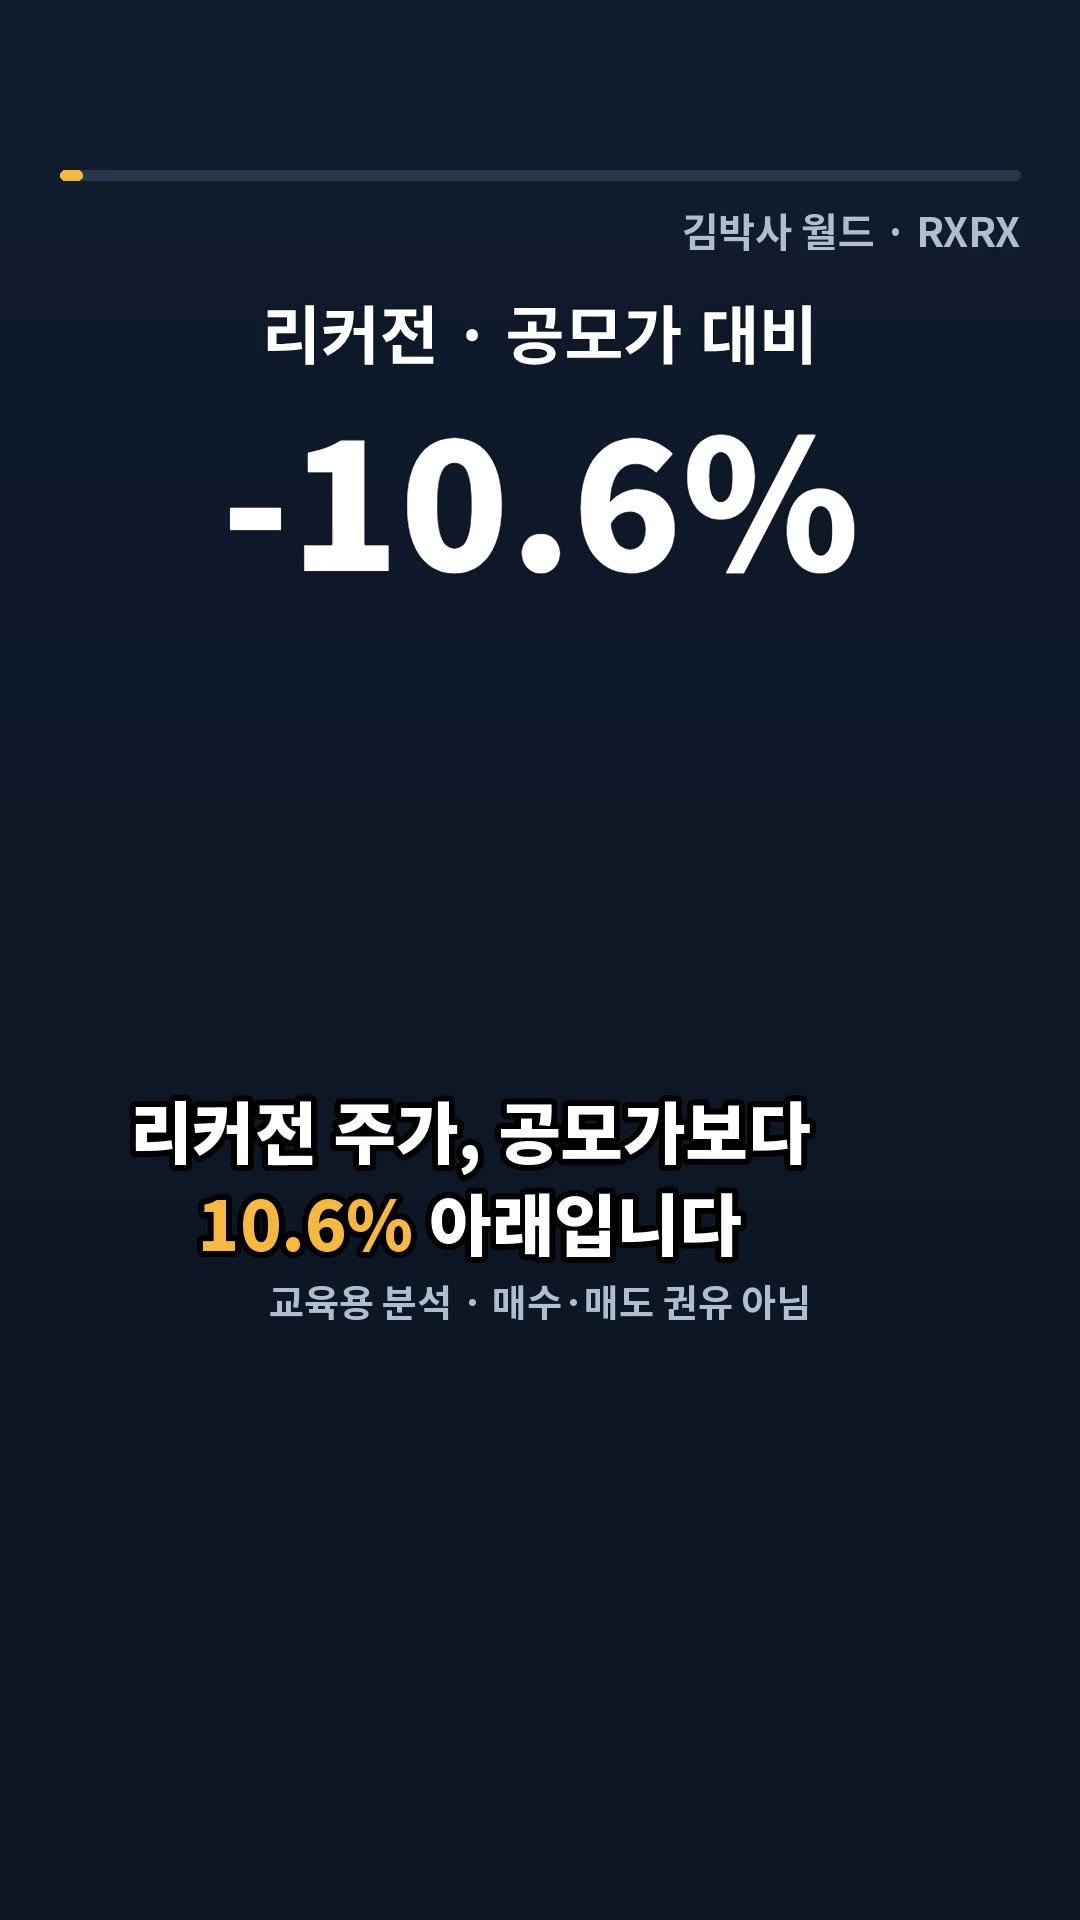 김박사 월드 · RXRX
리커전 · 공모가 대비
-10.6%
리커전 주가, 공모가보다
10.6% 아래입니다
교육용 분석 · 매수·매도 권유 아님